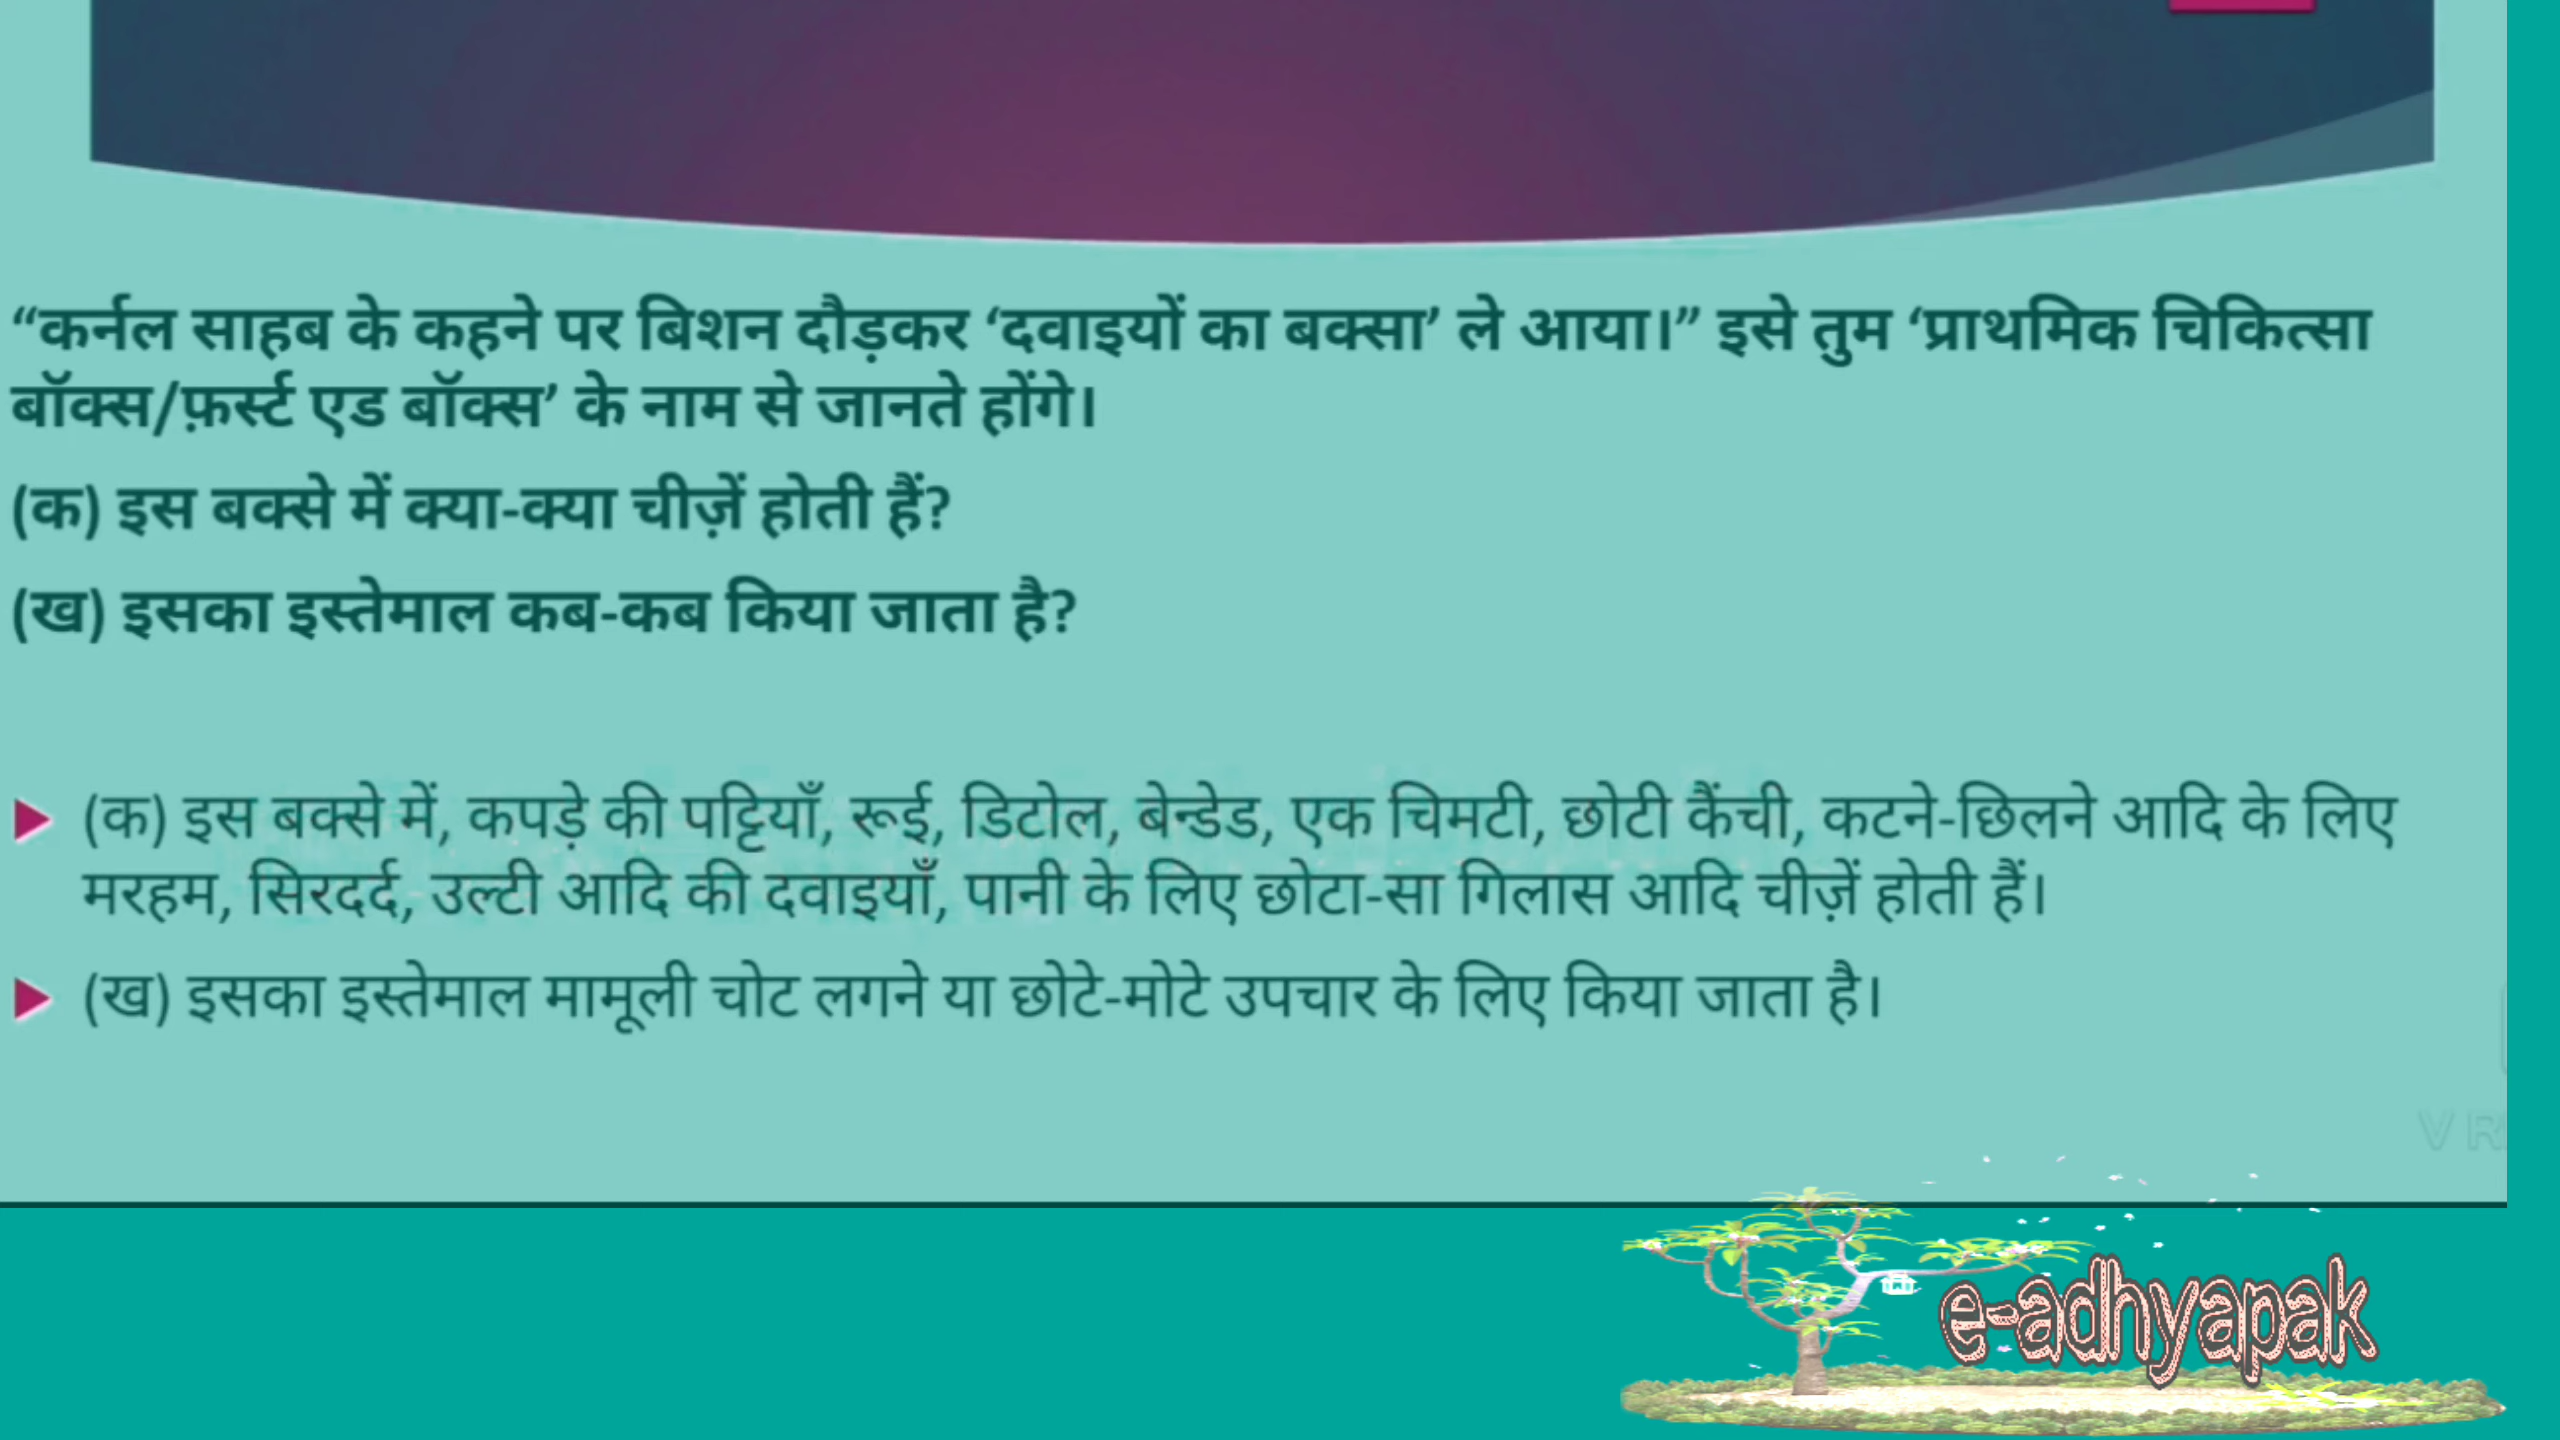 “कर्नल साहब के कहने पर बिशन दौड़कर ‘दवाइयों का बक्सा’ ले आया।” इसे तुम ‘प्राथमिक चिकित्सा
बॉक्स/फ़र्स्ट एड बॉक्स’ के नाम से जानते होंगे।
(क) इस बक्से में क्या-क्या चीज़ें होती हैं?
(ख) इसका इस्तेमाल कब-कब किया जाता है?
(क) इस बक्से में, कपड़े की पट्टियाँ, रूई, डिटोल, बेन्डेड, एक चिमटी, छोटी कैंची, कटने-छिलने आदि के लिए
मरहम, सिरदर्द, उल्टी आदि की दवाइयाँ, पानी के लिए छोटा-सा गिलास आदि चीज़ें होती हैं।
(ख) इसका इस्तेमाल मामूली चोट लगने या छोटे-मोटे उपचार के लिए किया जाता है।
V R
e-adhyapak